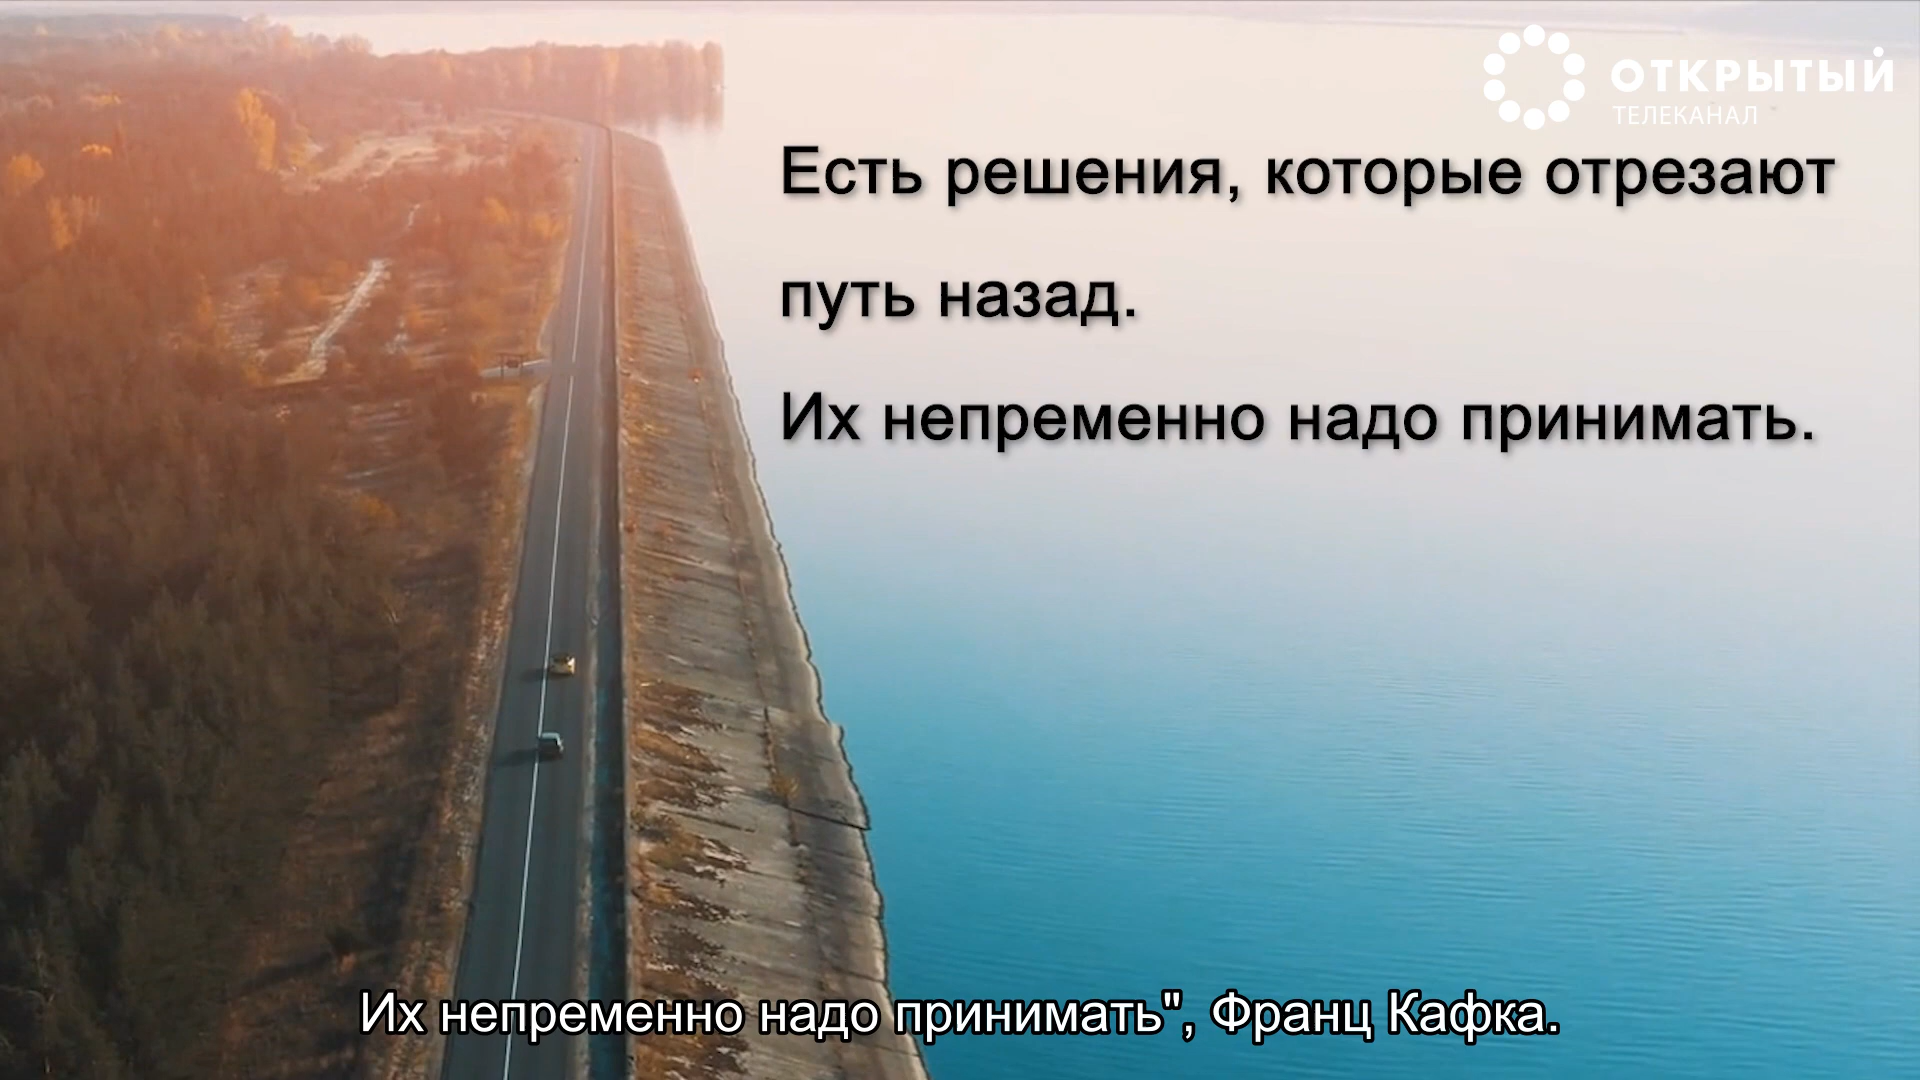 ОТКРЫТЫЙ
ТЕЛЕКАНАЛ
Есть решения, которые отрезают
путь назад.
Их непременно надо принимать.
Их непременно надо принимать", Франц Кафка.